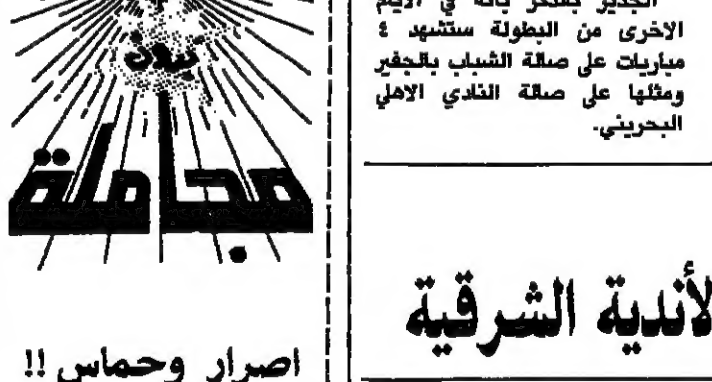 الجدير بالذكر بأنه في الأيام
الاخرى من البطولة ستشهد ٤
مباريات على صالة الشباب بالجفير
ومثلها على صالة النادي الاهلي
البحريني.
لأندية الشرقية
بدون
مجاملة
اصرار وحماس !!